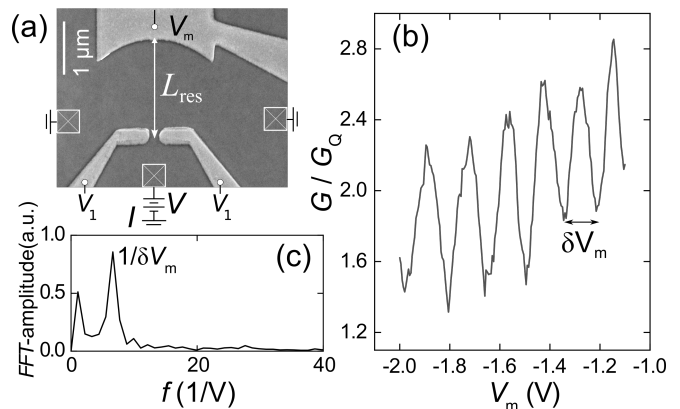 (a)
V_m
1 μm
L_res
V_1
I
V
V_1
(b)
G / G_Q
2.8
2.4
2.0
1.6
1.2
δV_m
-2.0 -1.8 -1.6 -1.4 -1.2 -1.0
V_m (V)
(c)
FFT-amplitude(a.u.)
1.0
0.5
0.0
1/δV_m
0 20 40
f (1/V)